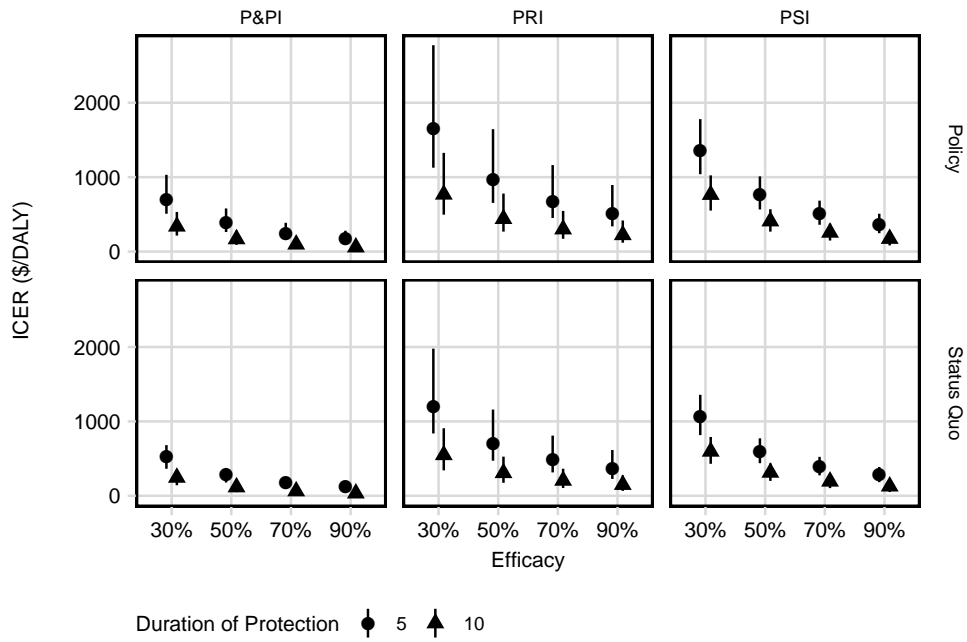 P&PI PRI PSI
ICER ($/DALY)
2000
1000
0
Policy
2000
1000
0
Status Quo
30% 50% 70% 90% 30% 50% 70% 90% 30% 50% 70% 90%
Efficacy
Duration of Protection 5 10